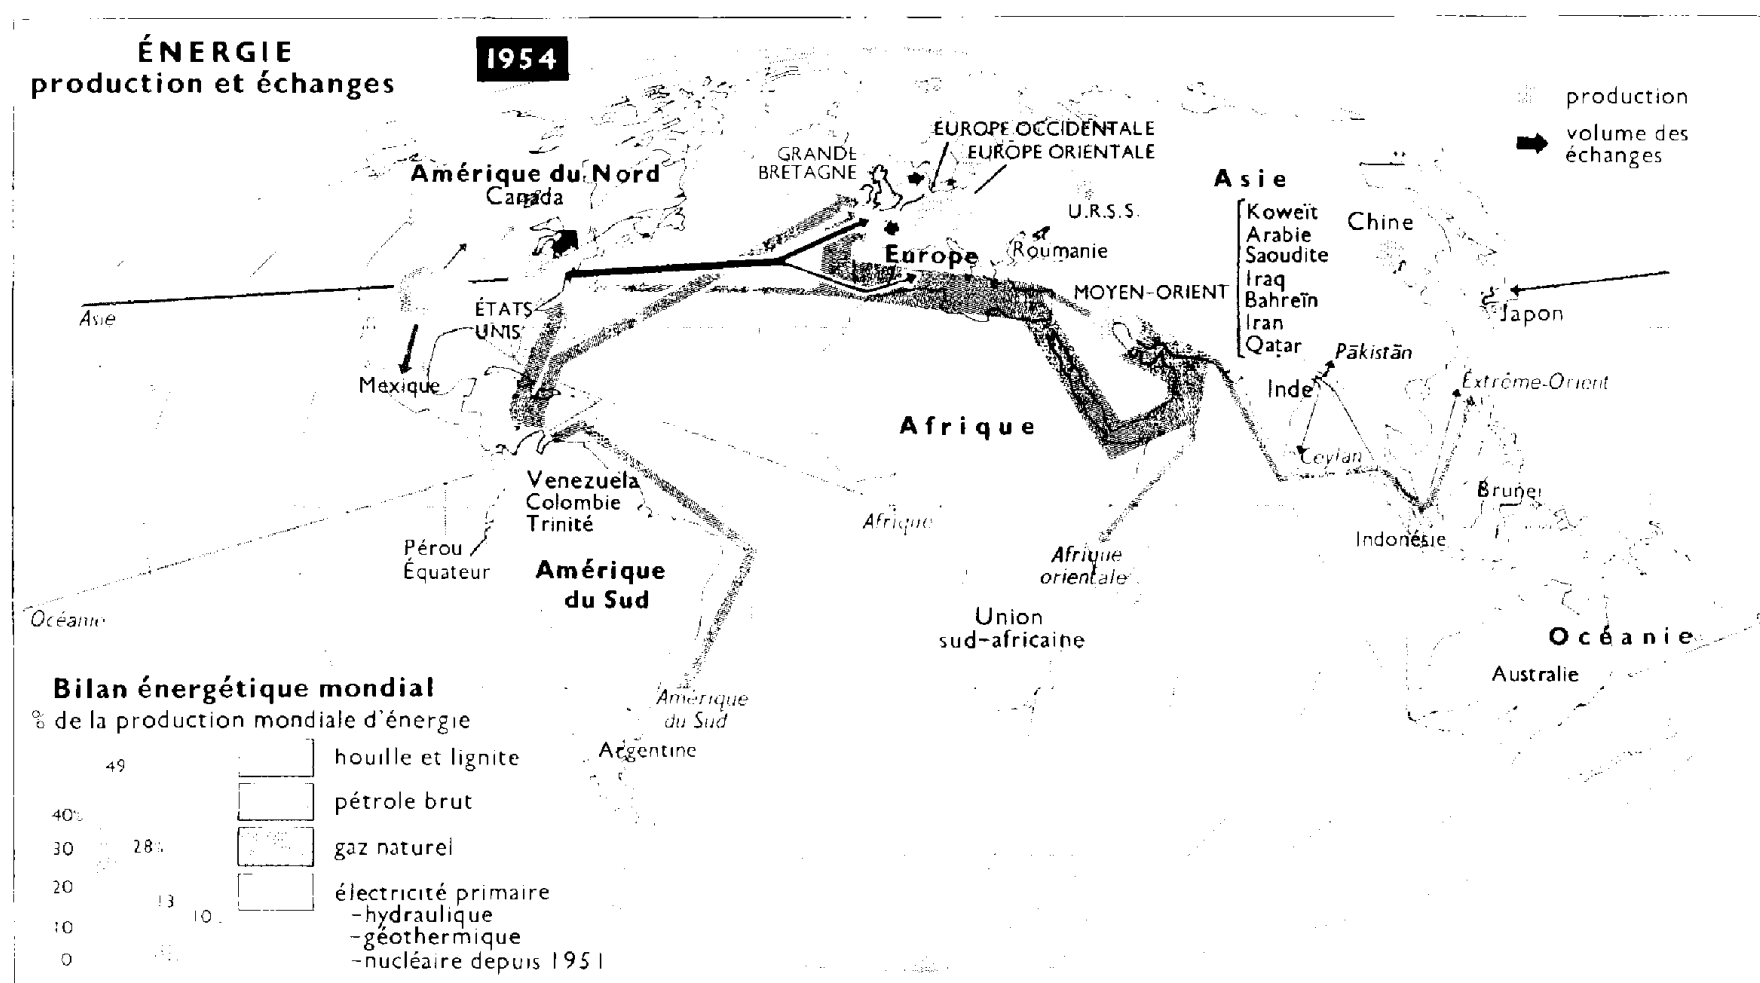 ÉNERGIE
production et échanges
1954
production
volume des
échanges
EUROPE OCCIDENTALE
EUROPE ORIENTALE
GRANDE
BRETAGNE
Amérique du Nord
Canada
Asie
U.R.S.S.
Koweït
Arabie
Saoudite
Iraq
Bahreïn
Iran
Qatar
Chine
Europe
Roumanie
MOYEN-ORIENT
Asie
ÉTATS
UNIS
Japon
Mexique
Pākistān
Inde
Extrême-Orient
Afrique
Ceylan
Venezuela
Colombie
Trinité
Brunei
Afrique
Indonésie
Pérou
Équateur
Amérique
du Sud
Afrique
orientale
Océanie
Union
sud-africaine
Océanie
Australie
Bilan énergétique mondial
% de la production mondiale d'énergie
Amérique
du Sud
Argentine
49
houille et lignite
pétrole brut
40%
30
28%
gaz naturel
20
13
10
électricité primaire
-hydraulique
10
-géothermique
0
-nucléaire depuis 1951